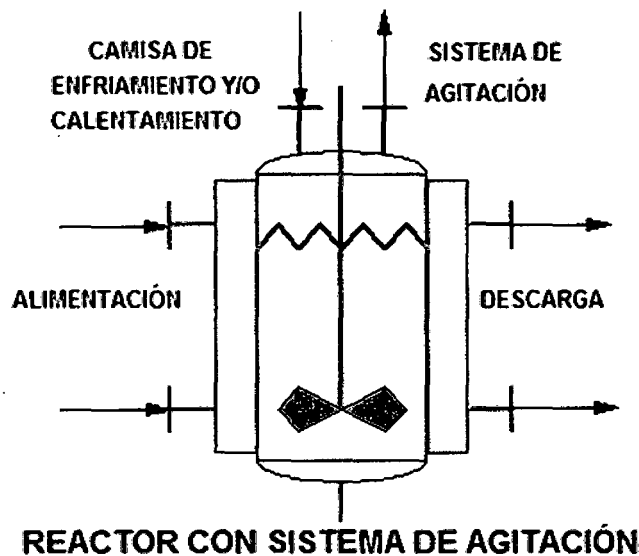 CAMISA DE
ENFRIAMIENTO Y/O
CALENTAMIENTO
SISTEMA DE
AGITACIÓN
ALIMENTACIÓN
DESCARGA
REACTOR CON SISTEMA DE AGITACIÓN